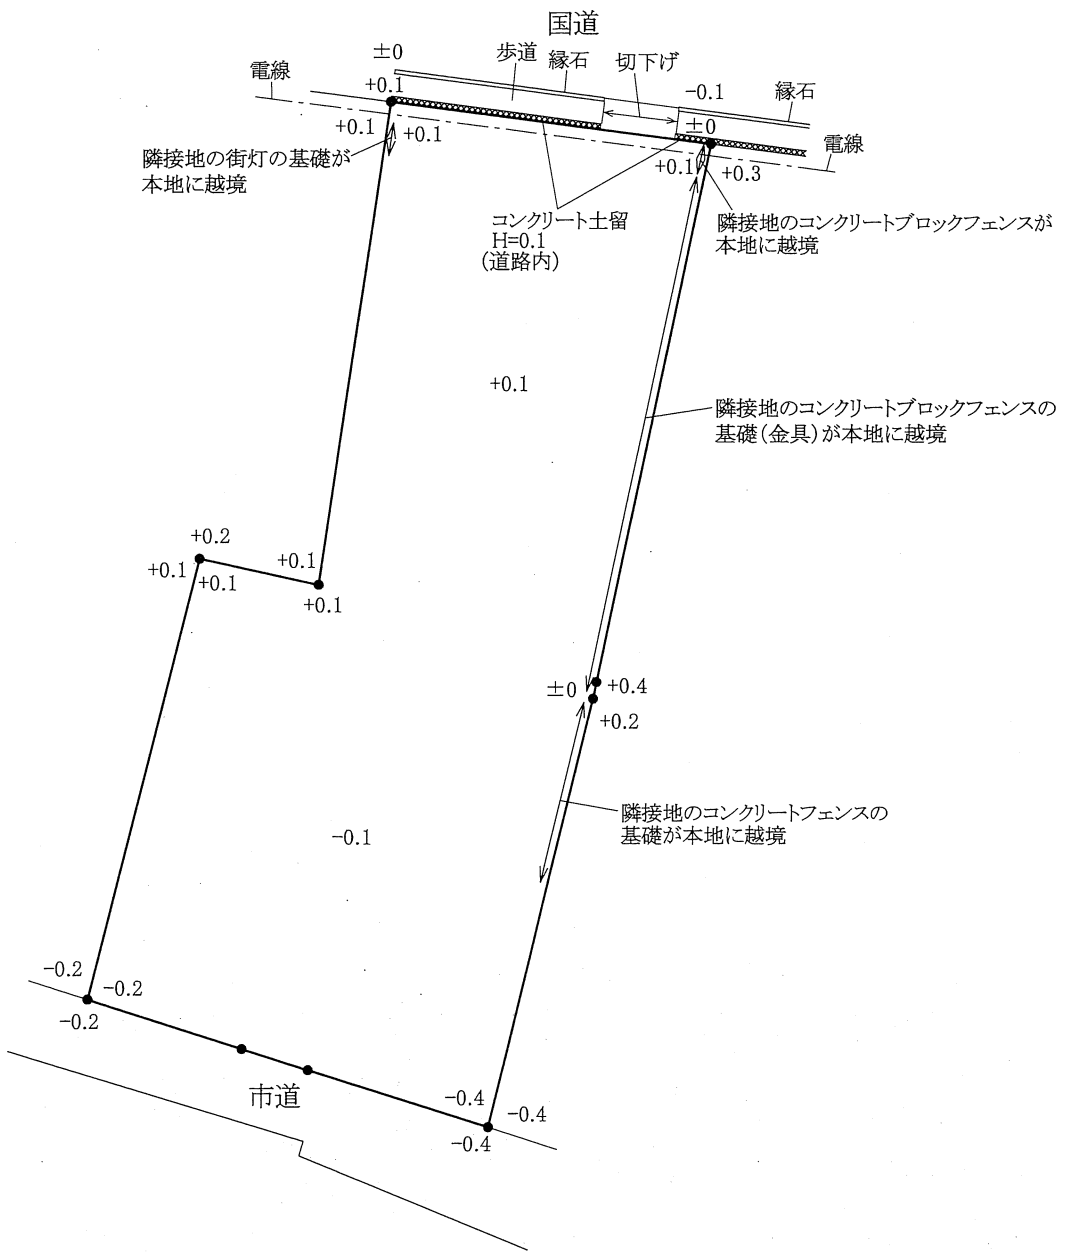 国道
±0
歩道
縁石
切下げ
電線
+0.1
-0.1
縁石
+0.1
+0.1
±0
電線
隣接地の街灯の基礎が
本地に越境
+0.1
+0.3
コンクリート土留
H=0.1
(道路内)
隣接地のコンクリートブロックフェンスが
本地に越境
+0.1
隣接地のコンクリートブロックフェンスの
基礎(金具)が本地に越境
+0.2
+0.1
+0.1
+0.1
+0.1
±0
+0.4
+0.2
隣接地のコンクリートフェンスの
基礎が本地に越境
-0.1
-0.2
-0.2
-0.2
市道
-0.4
-0.4
-0.4